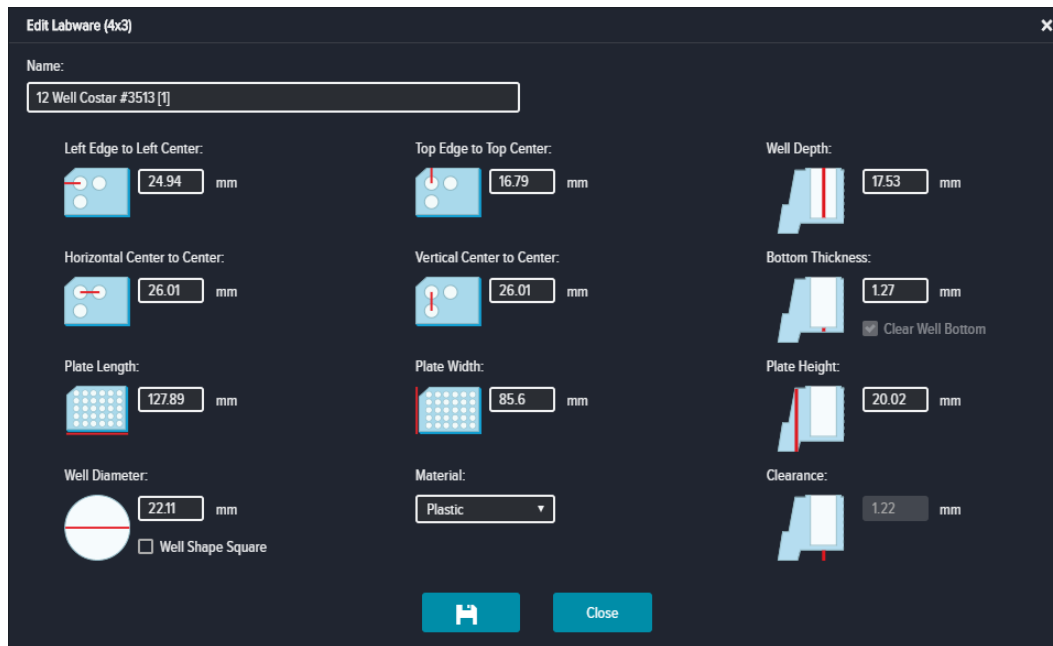 Edit Labware (4x3)
Name:
12 Well Costar #3513 [1]
Left Edge to Left Center:
24.94 mm
Top Edge to Top Center:
16.79 mm
Well Depth:
17.53 mm
Horizontal Center to Center:
26.01 mm
Vertical Center to Center:
26.01 mm
Bottom Thickness:
1.27 mm
Clear Well Bottom
Plate Length:
127.89 mm
Plate Width:
85.6 mm
Plate Height:
20.02 mm
Well Diameter:
22.11 mm
Well Shape Square
Material:
Plastic
Clearance:
1.22 mm
Close